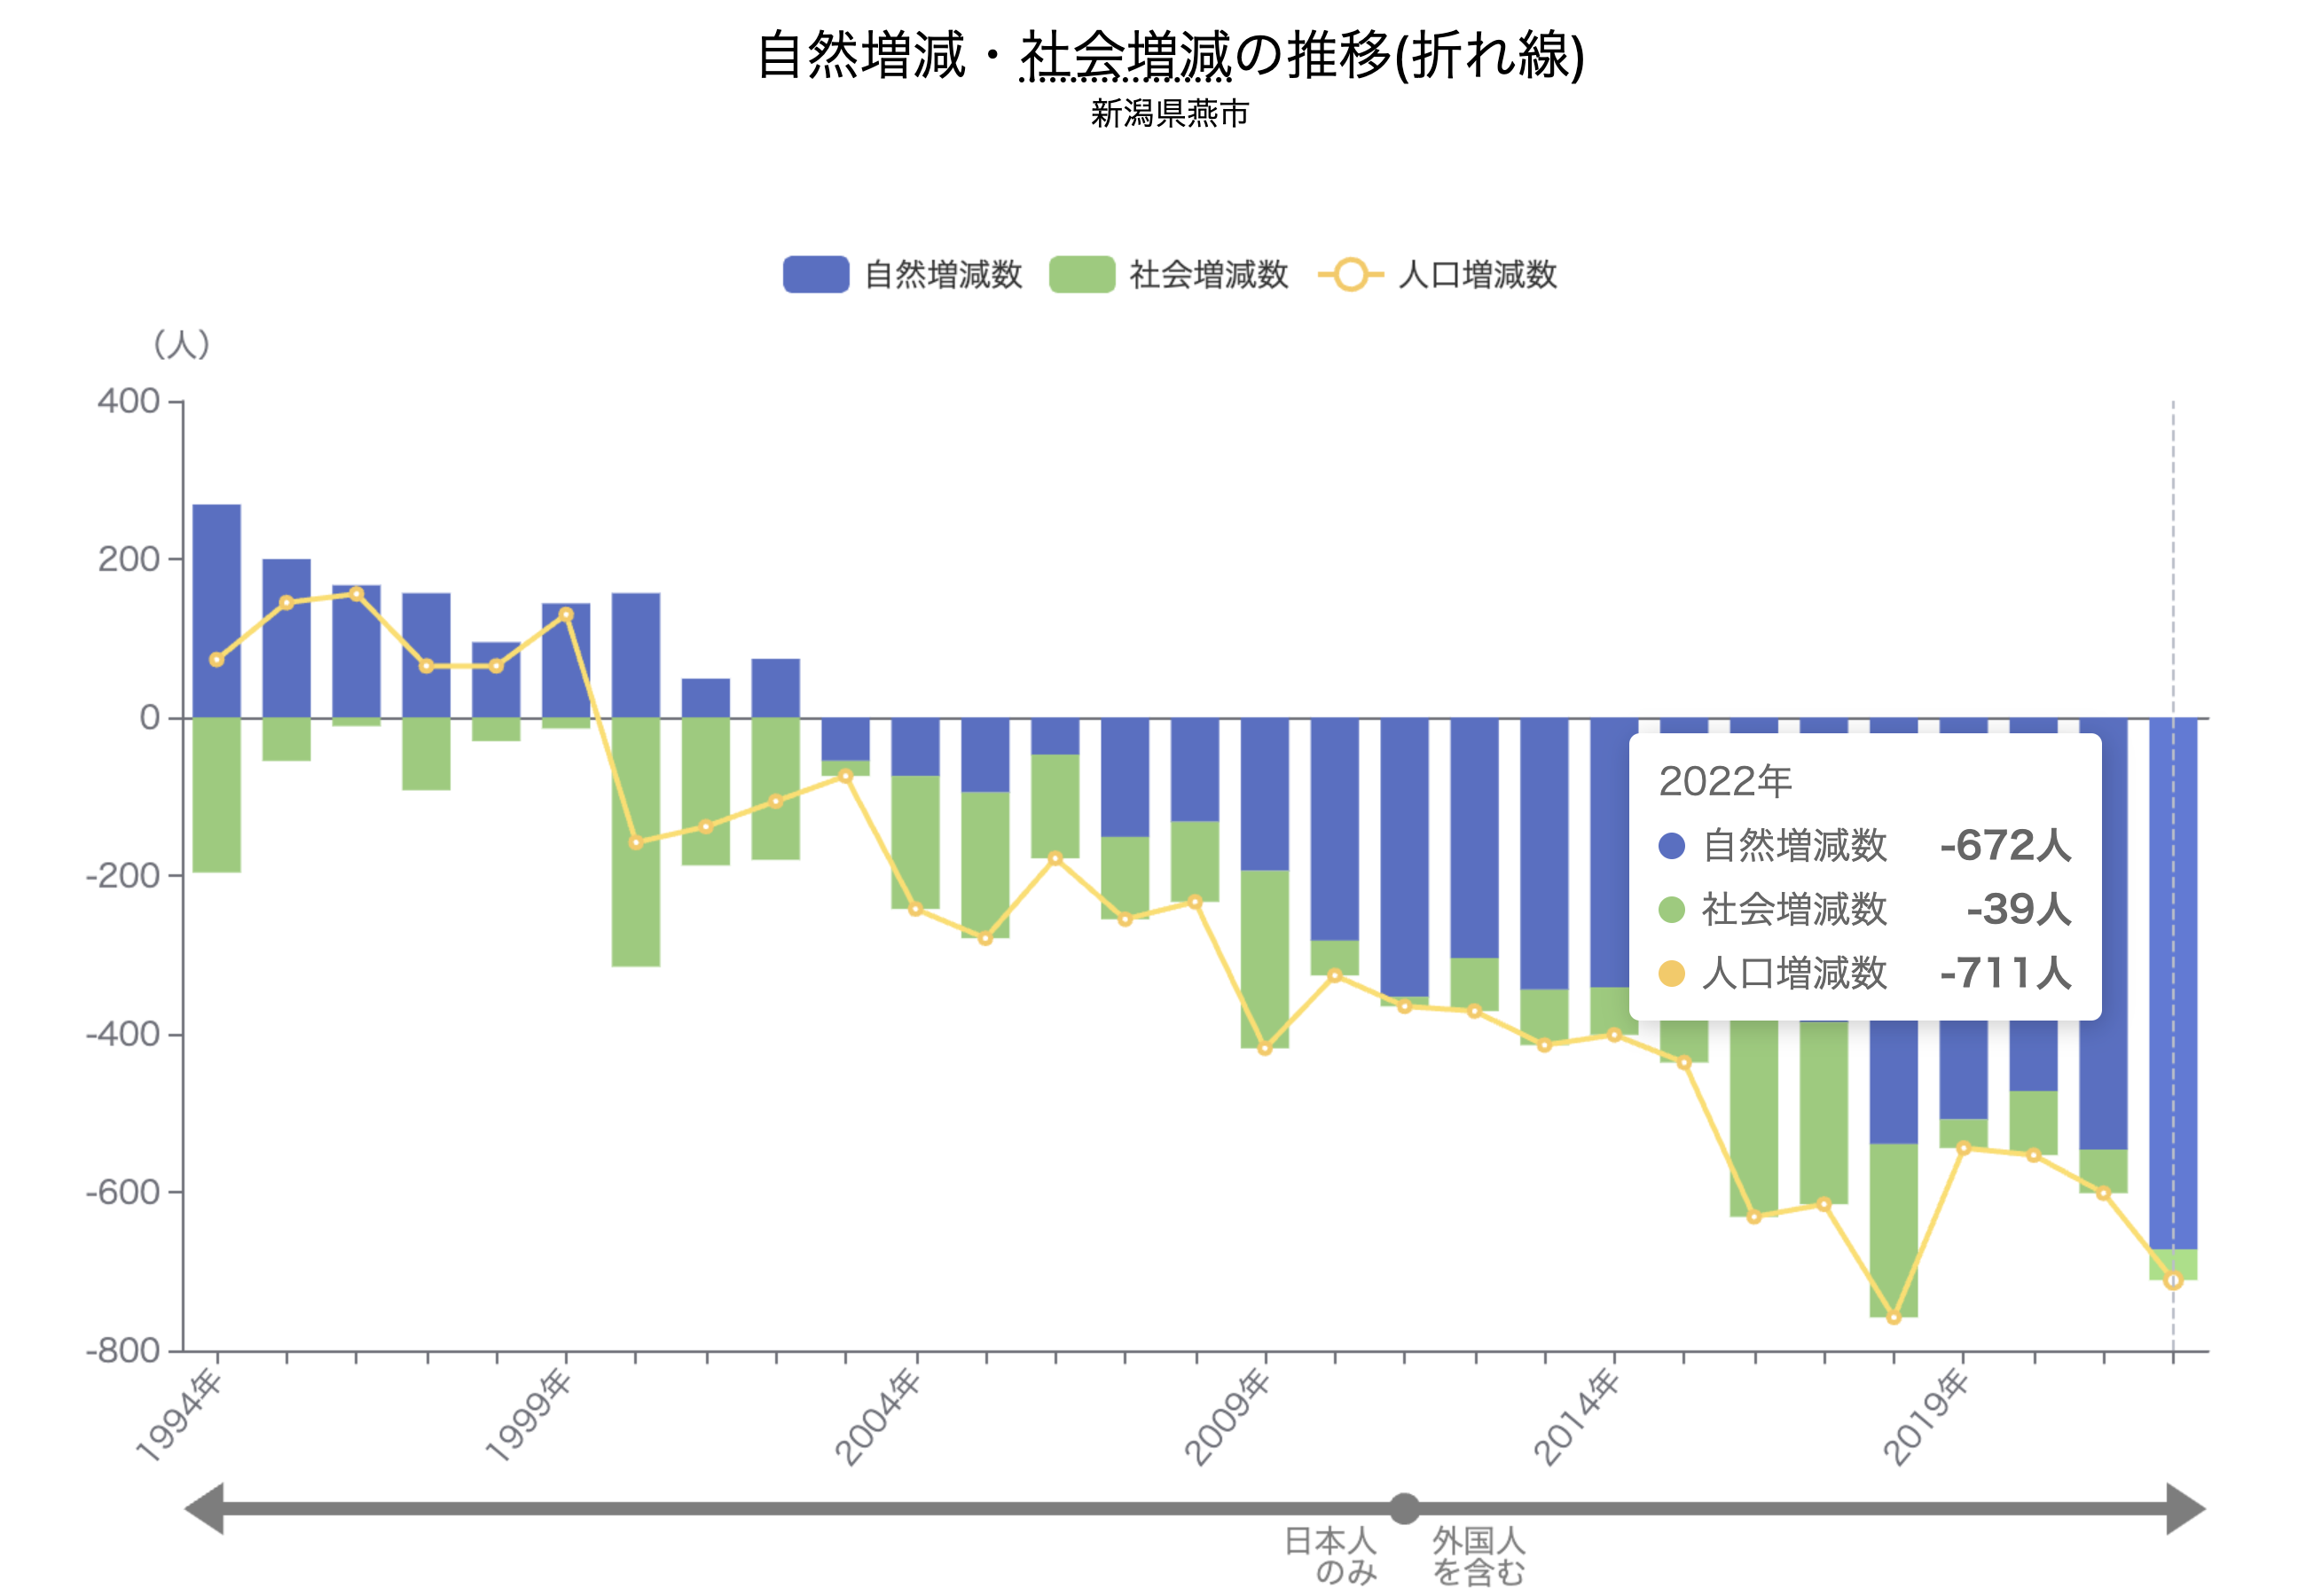 自然増減・社会増減の推移(折れ線)
新潟県燕市
自然増減数 社会増減数 人口増減数
（人）
400
200
0
-200
-400
-600
-800
2022年
自然増減数 -672人
社会増減数 -39人
人口増減数 -711人
1994年 1999年 2004年 2009年 2014年 2019年
日本人 外国人
のみ を含む